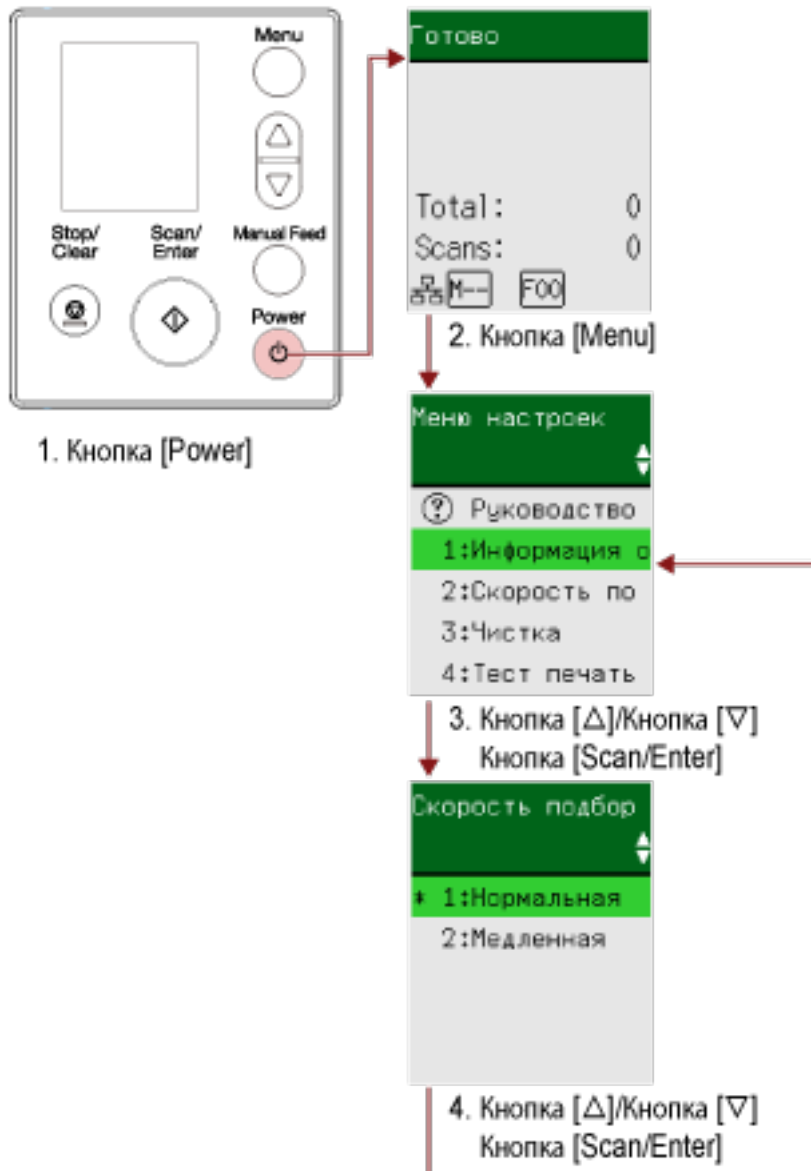 Menu
Stop/
Clear
Scan/
Enter
Manual Feed
Power
1. Кнопка [Power]
Готово
Total: 0
Scans: 0
M-- F00
2. Кнопка [Menu]
Меню настроек
? Руководство
1:Информация о
2:Скорость по
3:Чистка
4:Тест печать
3. Кнопка [△]/Кнопка [▽]
Кнопка [Scan/Enter]
Скорость подбор
* 1:Нормальная
2:Медленная
4. Кнопка [△]/Кнопка [▽]
Кнопка [Scan/Enter]